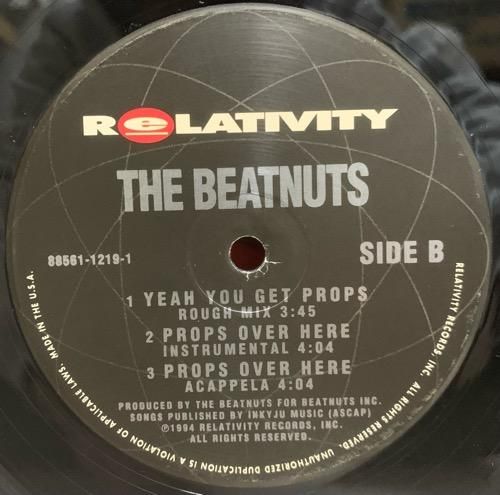 ReLATIVITY
THE BEATNUTS
88561-1219-1
SIDE B
1 YEAH YOU GET PROPS
ROUGH MIX 3:45
2 PROPS OVER HERE
INSTRUMENTAL 4:04
3 PROPS OVER HERE
ACAPPELA 4:04
PRODUCED BY THE BEATNUTS FOR BEATNUTS INC.
SONGS PUBLISHED BY INKYJU MUSIC (ASCAP)
℗1994 RELATIVITY RECORDS, INC.
ALL RIGHTS RESERVED.
RELATIVITY RECORDS INC. ALL RIGHTS RESERVED. UNAUTHORIZED DUPLICATION IS A VIOLATION OF APPLICABLE LAWS. MADE IN THE U.S.A.